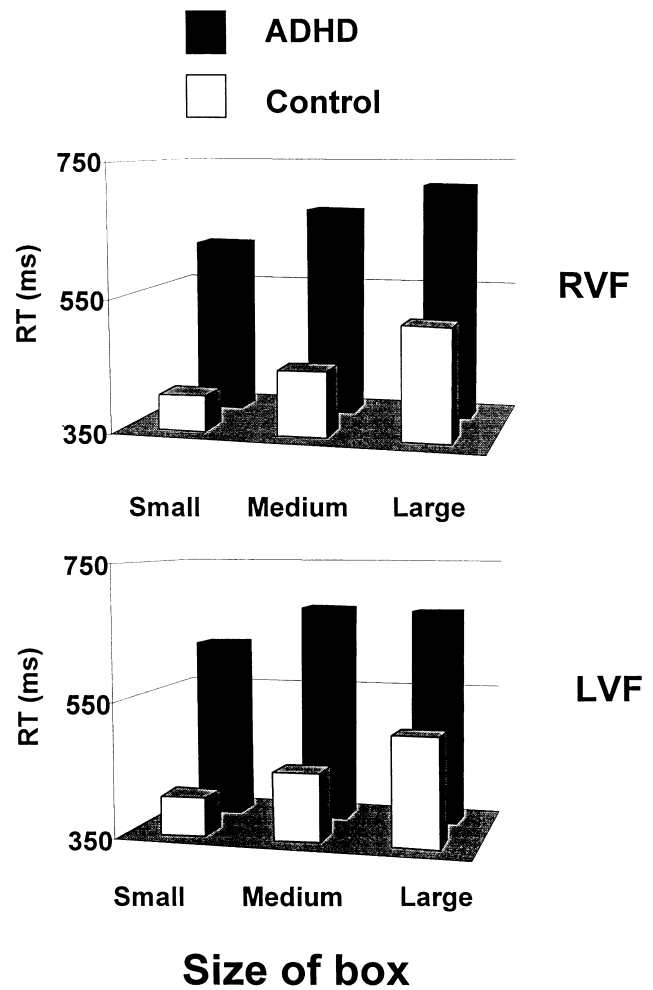 ADHD
Control
750
550
350
RT (ms)
RVF
Small Medium Large
750
550
350
RT (ms)
LVF
Small Medium Large
Size of box